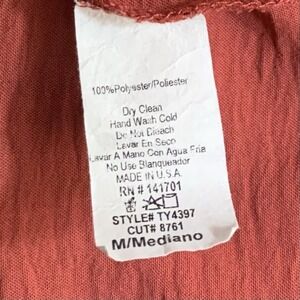 100%Polyester/Poliester
Dry Clean
Hand Wash Cold
Do Not Bleach
Lavar En Seco
Lavar A Mano Con Agua Fria
No Use Blanqueador
MADE IN U.S.A.
RN # 141701
STYLE# TY4397
CUT# 8761
M/Mediano